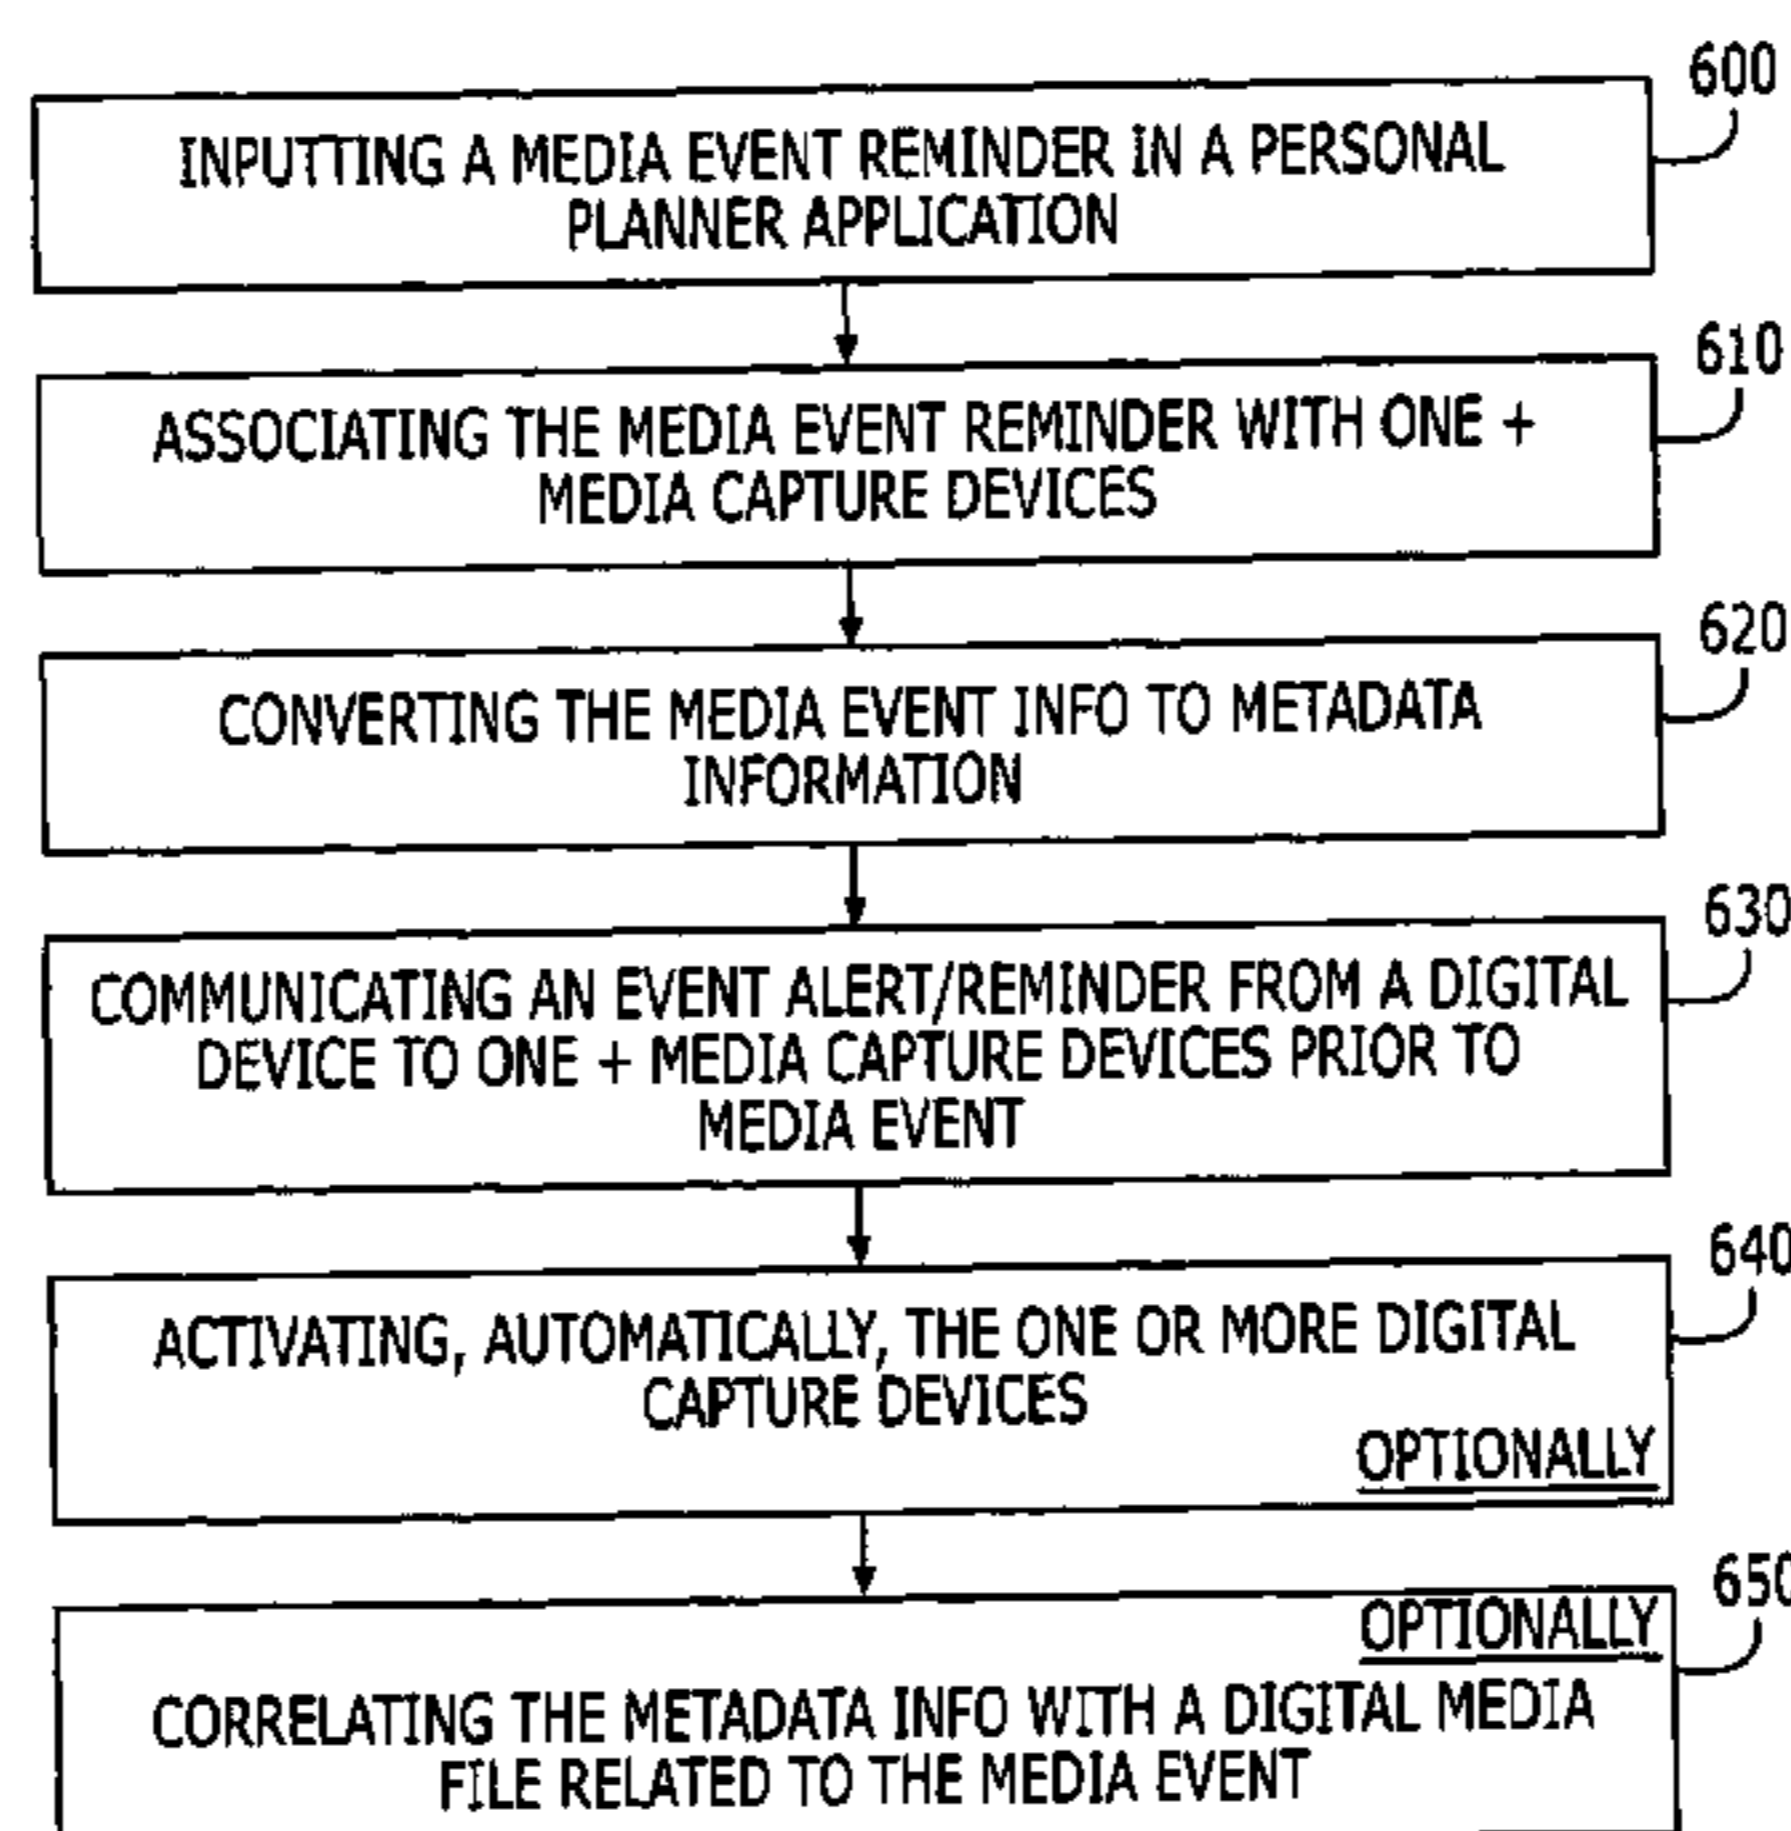 600
INPUTTING A MEDIA EVENT REMINDER IN A PERSONAL
PLANNER APPLICATION
610
ASSOCIATING THE MEDIA EVENT REMINDER WITH ONE +
MEDIA CAPTURE DEVICES
620
CONVERTING THE MEDIA EVENT INFO TO METADATA
INFORMATION
630
COMMUNICATING AN EVENT ALERT/REMINDER FROM A DIGITAL
DEVICE TO ONE + MEDIA CAPTURE DEVICES PRIOR TO
MEDIA EVENT
640
ACTIVATING, AUTOMATICALLY, THE ONE OR MORE DIGITAL
CAPTURE DEVICES
OPTIONALLY
650
OPTIONALLY
CORRELATING THE METADATA INFO WITH A DIGITAL MEDIA
FILE RELATED TO THE MEDIA EVENT